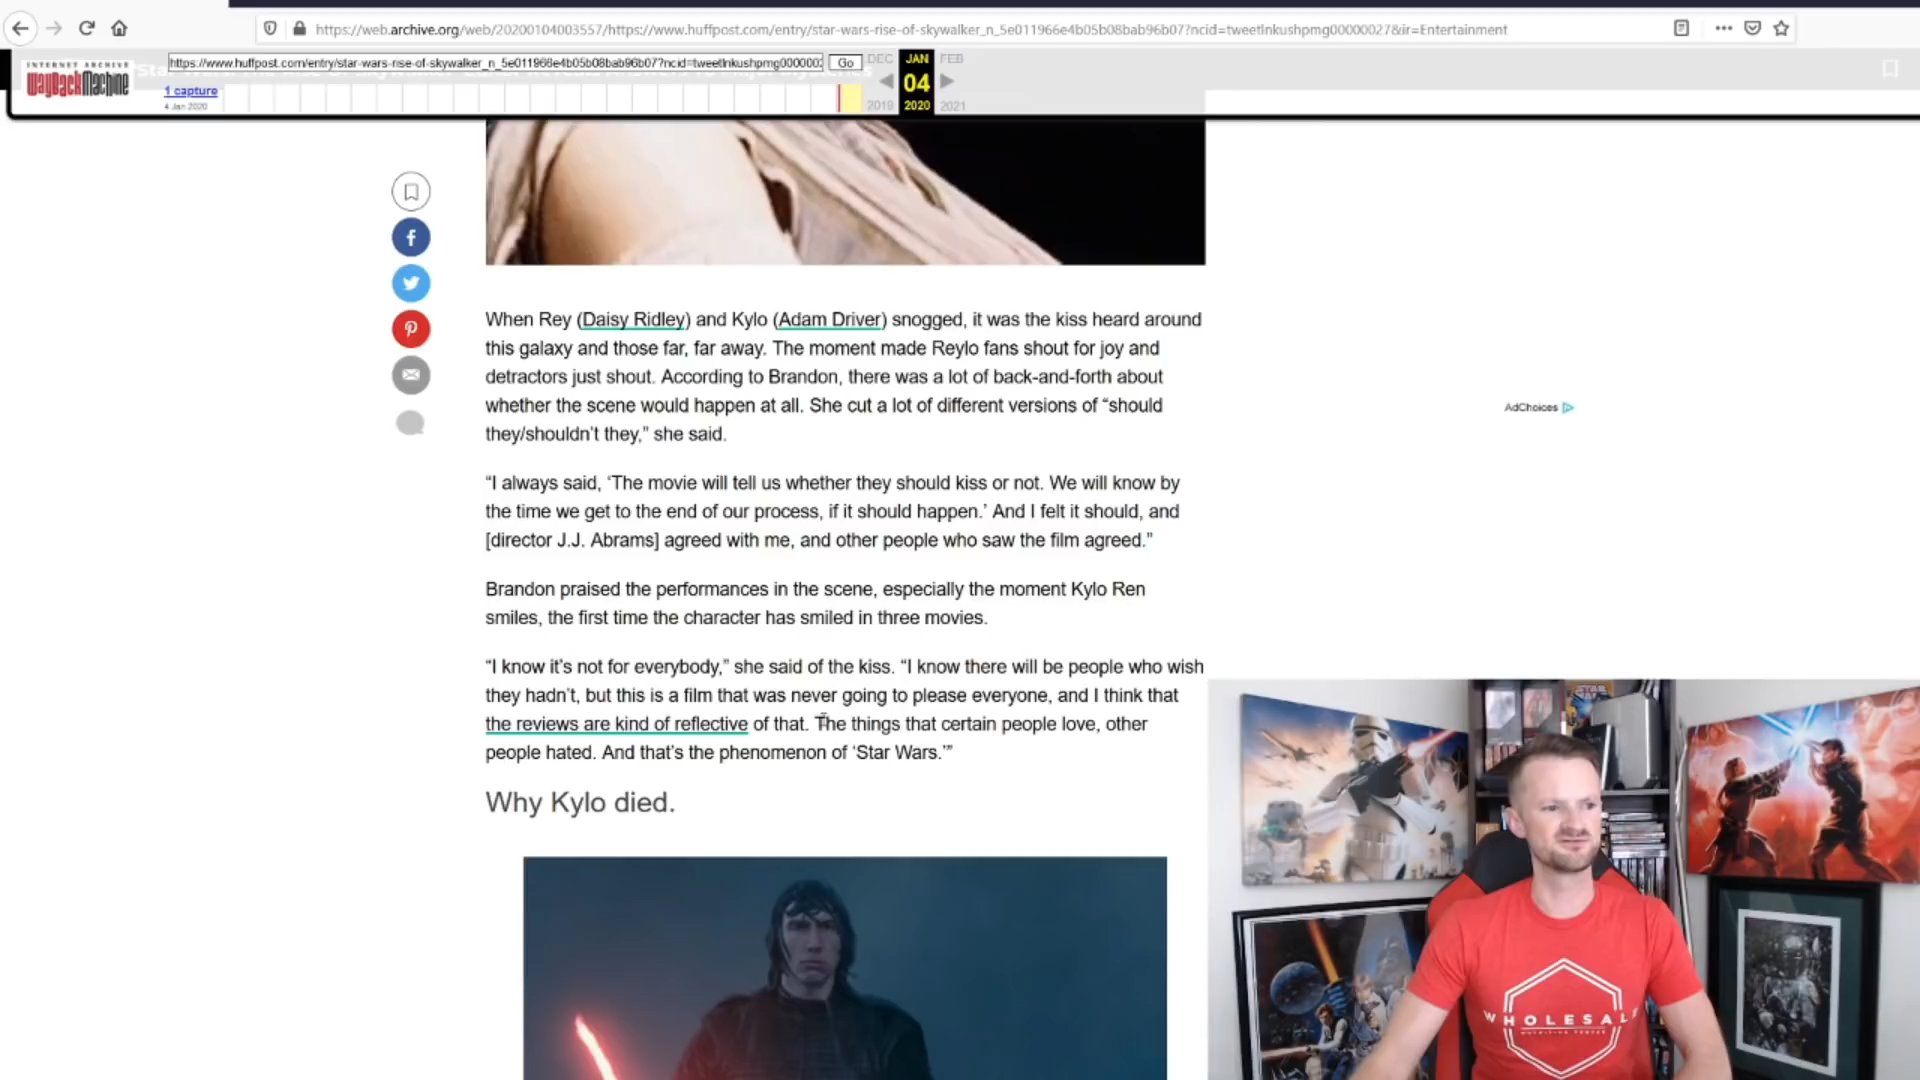 https://web.archive.org/web/20200104003557/https://www.huffpost.com/entry/star-wars-rise-of-skywalker_n_5e011966e4b05b08bab96b07?ncid=tweetlnkushpmg00000027&ir=Entertainment
INTERNET ARCHIVE
WayBackMachine
https://www.huffpost.com/entry/star-wars-rise-of-skywalker_n_5e011966e4b05b08bab96b07?ncid=tweetlnkushpmg0000002
Go
DEC
JAN
FEB
04
2019
2020
2021
1 capture
4 Jan 2020
When Rey (Daisy Ridley) and Kylo (Adam Driver) snogged, it was the kiss heard around
this galaxy and those far, far away. The moment made Reylo fans shout for joy and
detractors just shout. According to Brandon, there was a lot of back-and-forth about
whether the scene would happen at all. She cut a lot of different versions of “should
they/shouldn’t they,” she said.
AdChoices
“I always said, ‘The movie will tell us whether they should kiss or not. We will know by
the time we get to the end of our process, if it should happen.’ And I felt it should, and
[director J.J. Abrams] agreed with me, and other people who saw the film agreed.”
Brandon praised the performances in the scene, especially the moment Kylo Ren
smiles, the first time the character has smiled in three movies.
“I know it’s not for everybody,” she said of the kiss. “I know there will be people who wish
they hadn’t, but this is a film that was never going to please everyone, and I think that
the reviews are kind of reflective of that. The things that certain people love, other
people hated. And that’s the phenomenon of ‘Star Wars.’”
Why Kylo died.
WHOLESALE